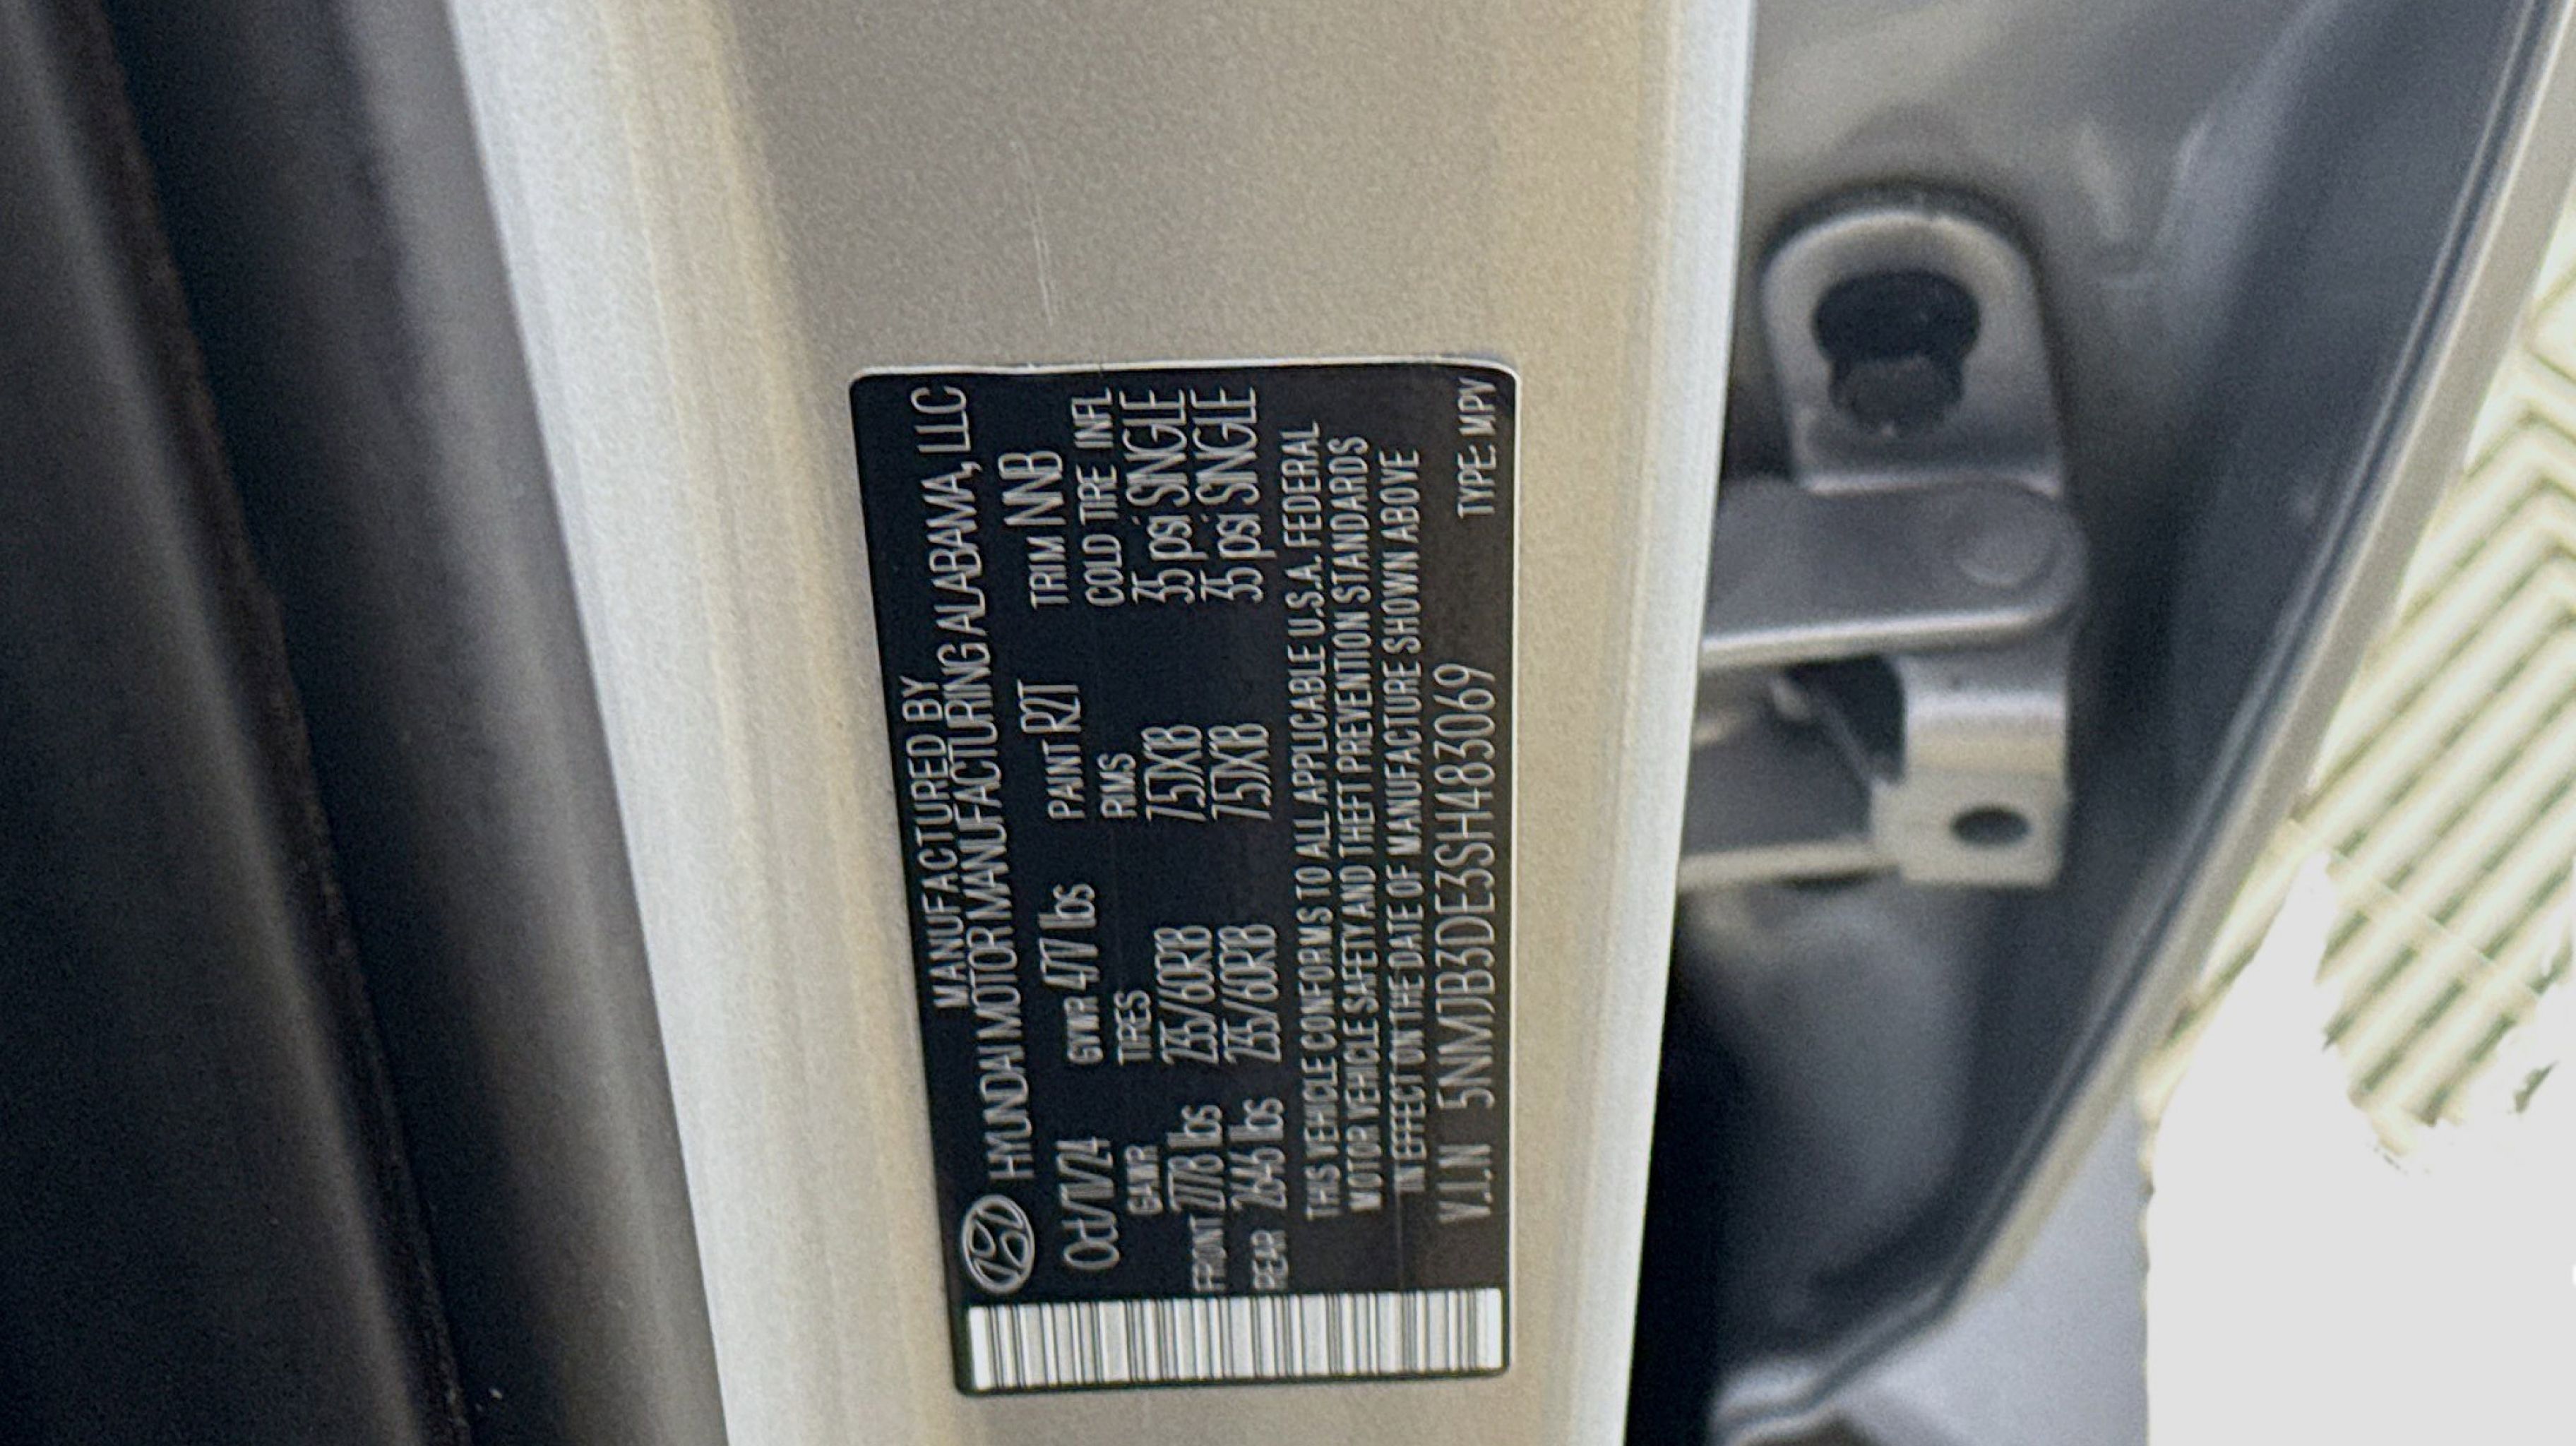 MANUFACTURED BY
HYUNDAI MOTOR MANUFACTURING ALABAMA, LLC
Oct/11/24 GVWR 4717 lbs PAINT R2T TRIM NNB
GAWR TIRES RIMS COLD TIRE INFL
FRONT 2778 lbs 235/60R18 7.5JX18 35 psi SINGLE
REAR 2646 lbs 235/60R18 7.5JX18 35 psi SINGLE
THIS VEHICLE CONFORMS TO ALL APPLICABLE U.S.A. FEDERAL
MOTOR VEHICLE SAFETY AND THEFT PREVENTION STANDARDS
IN EFFECT ON THE DATE OF MANUFACTURE SHOWN ABOVE
V.I.N 5NMJB3DE3SH483069 TYPE: MPV